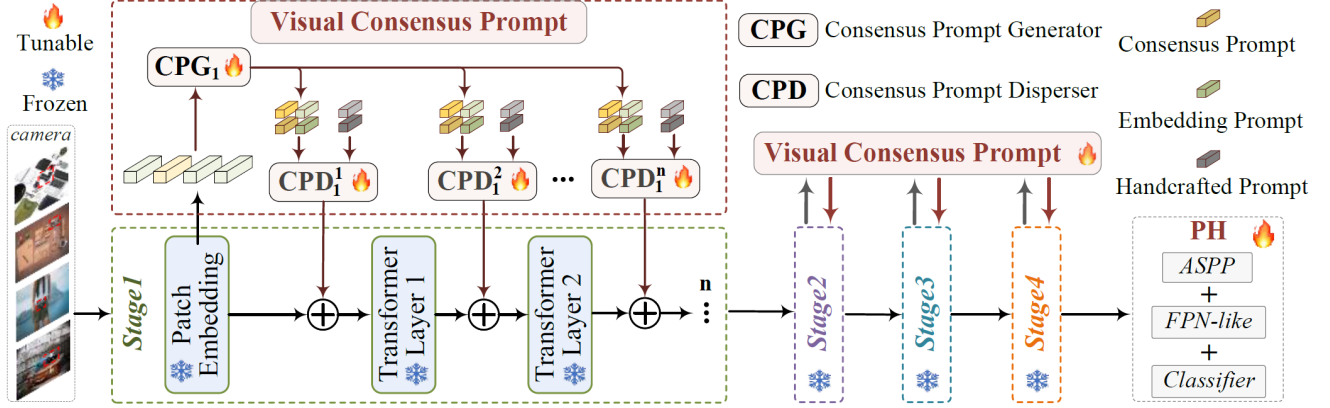 Tunable
Frozen
camera
Visual Consensus Prompt
CPG1
CPD11
CPD12
...
CPD1n
Stage1
Patch
Embedding
Transformer
Layer 1
Transformer
Layer 2
n
...
CPG Consensus Prompt Generator
CPD Consensus Prompt Disperser
Consensus Prompt
Embedding Prompt
Handcrafted Prompt
Visual Consensus Prompt
Stage2
Stage3
Stage4
PH
ASPP
+
FPN-like
+
Classifier